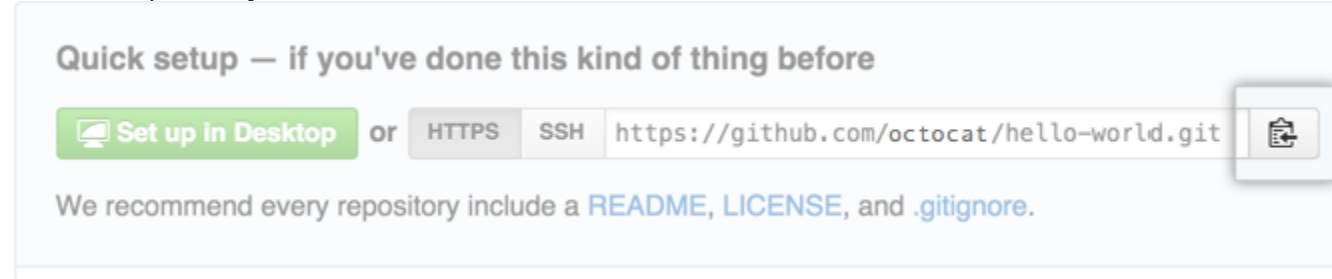 Quick setup — if you've done this kind of thing before
Set up in Desktop or HTTPS SSH https://github.com/octocat/hello-world.git
We recommend every repository include a README, LICENSE, and .gitignore.